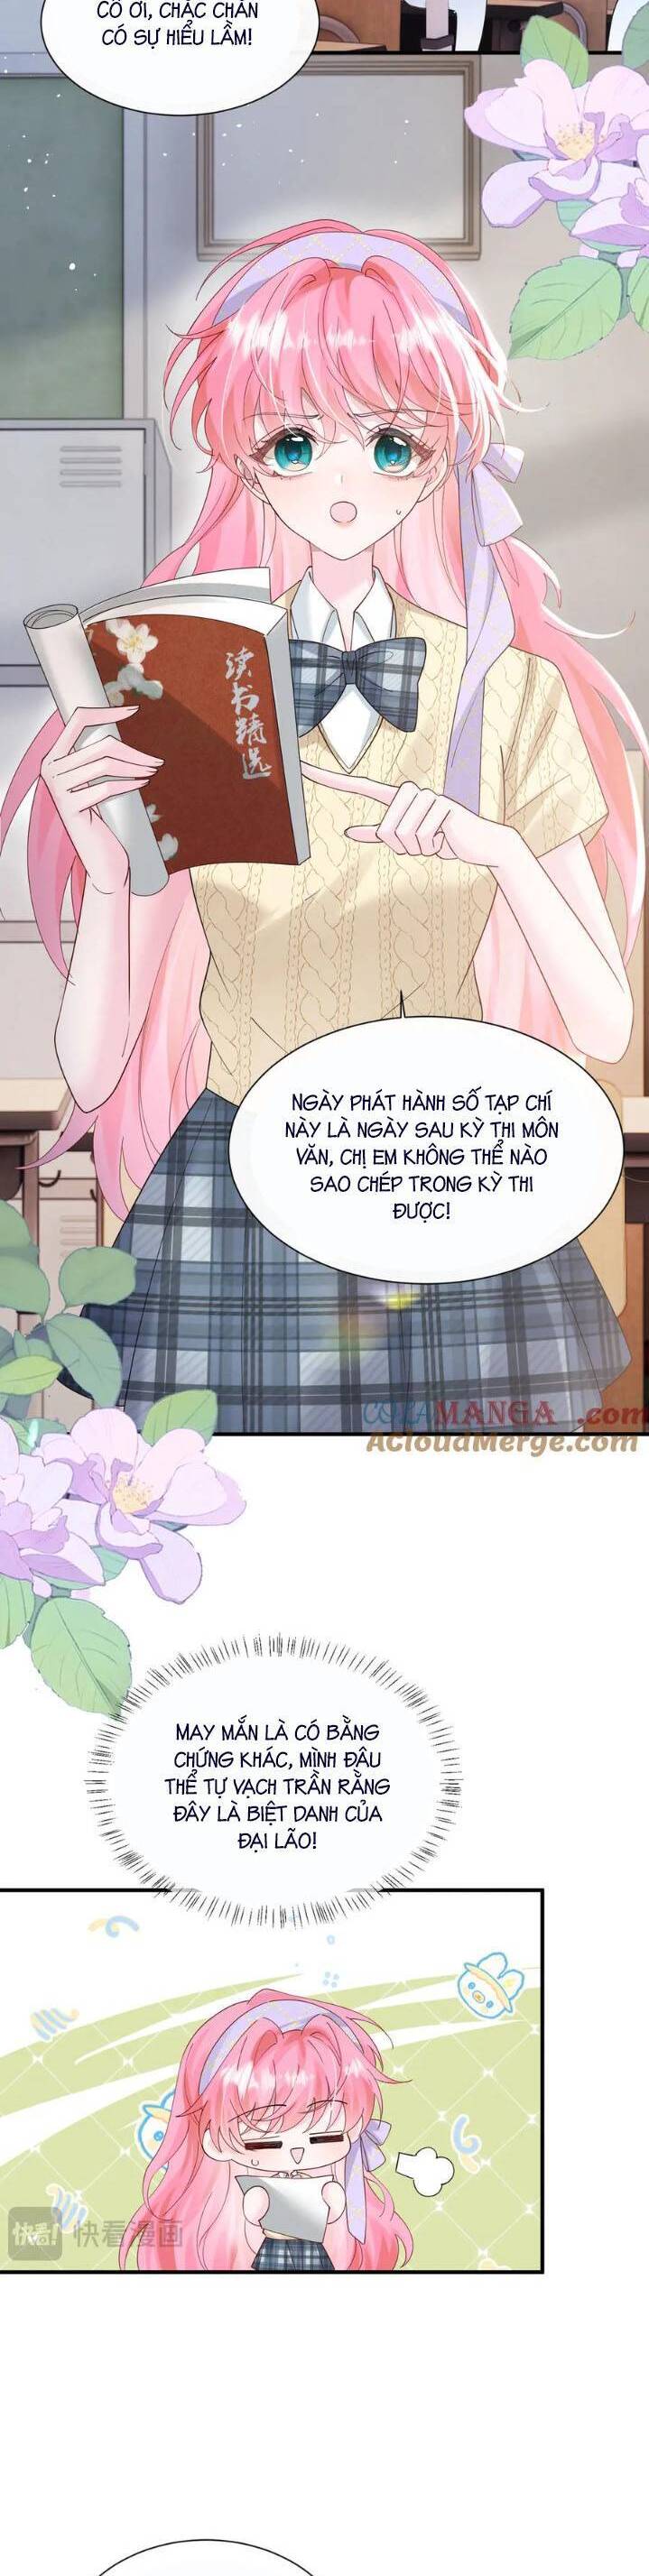 CÔ ƠI, CHẮC CHẮN
CÓ SỰ HIỂU LẦM!
读书精选
NGÀY PHÁT HÀNH SỐ TẠP CHÍ
NÀY LÀ NGÀY SAU KỲ THI MÔN
VĂN, CHỊ EM KHÔNG THỂ NÀO
SAO CHÉP TRONG KỲ THI
ĐƯỢC!
COLAMANGA.com
ACloudMerge.com
MAY MẮN LÀ CÓ BẰNG
CHỨNG KHÁC, MÌNH ĐÂU
THỂ TỰ VẠCH TRẦN RẰNG
ĐÂY LÀ BIỆT DANH CỦA
ĐẠI LÃO!
快看! 快看漫画